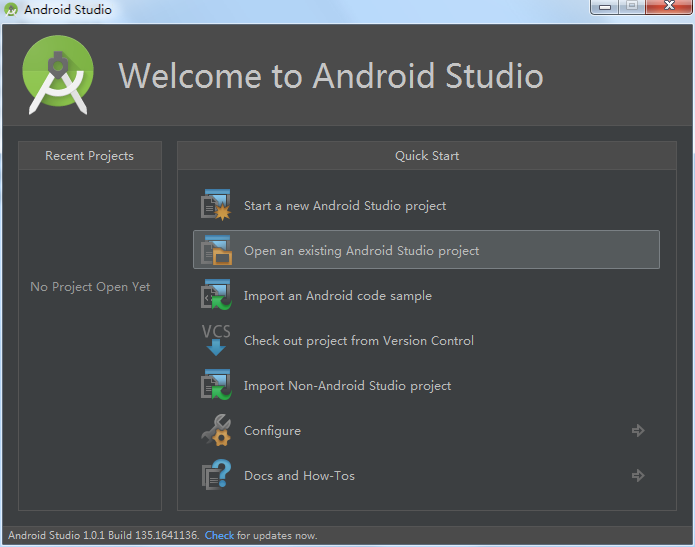 Android Studio
Welcome to Android Studio
Recent Projects
No Project Open Yet
Quick Start
Start a new Android Studio project
Open an existing Android Studio project
Import an Android code sample
VCS
Check out project from Version Control
Import Non-Android Studio project
Configure
Docs and How-Tos
Android Studio 1.0.1 Build 135.1641136. Check for updates now.